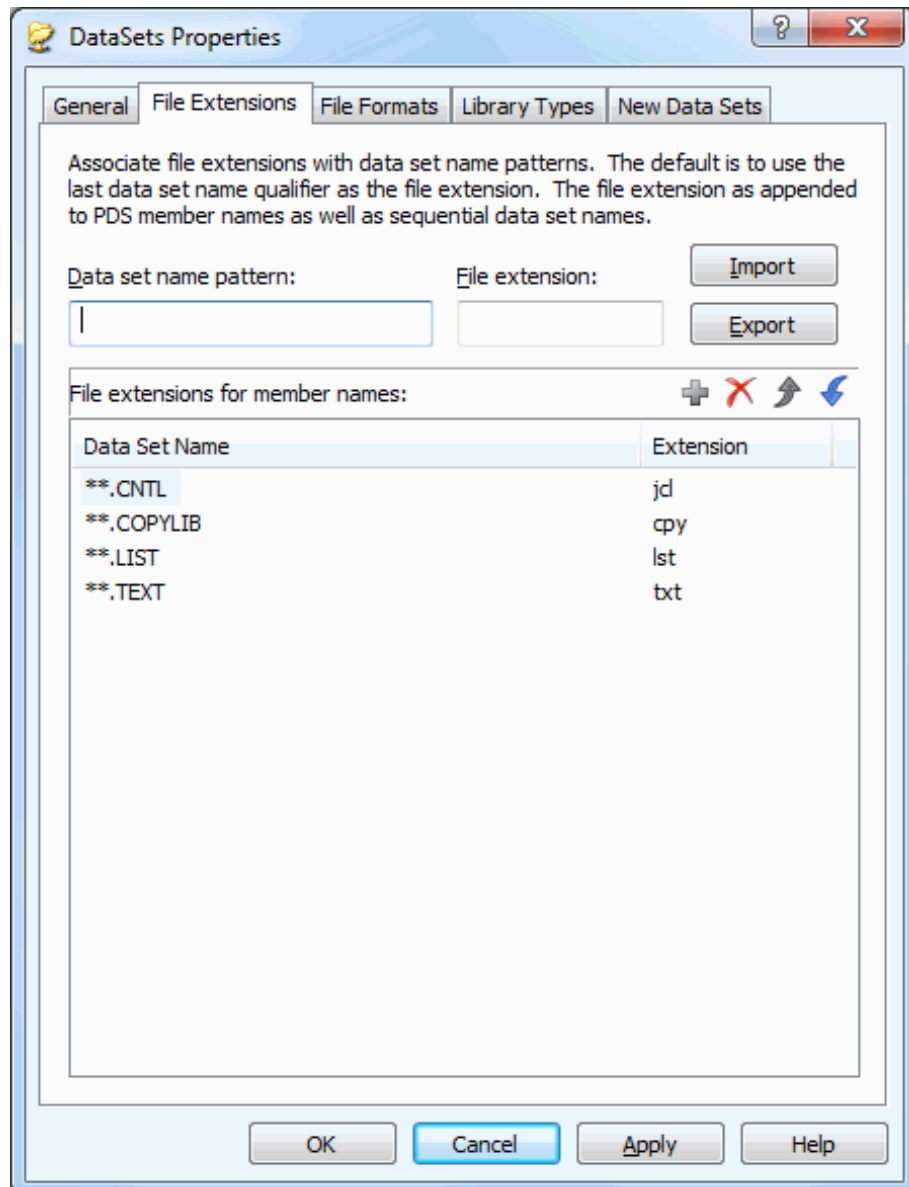 DataSets Properties
General File Extensions File Formats Library Types New Data Sets
Associate file extensions with data set name patterns. The default is to use the
last data set name qualifier as the file extension. The file extension as appended
to PDS member names as well as sequential data set names.
Data set name pattern: File extension: Import
Export
File extensions for member names:
Data Set Name Extension
**.CNTL jcl
**.COPYLIB cpy
**.LIST lst
**.TEXT txt
OK Cancel Apply Help